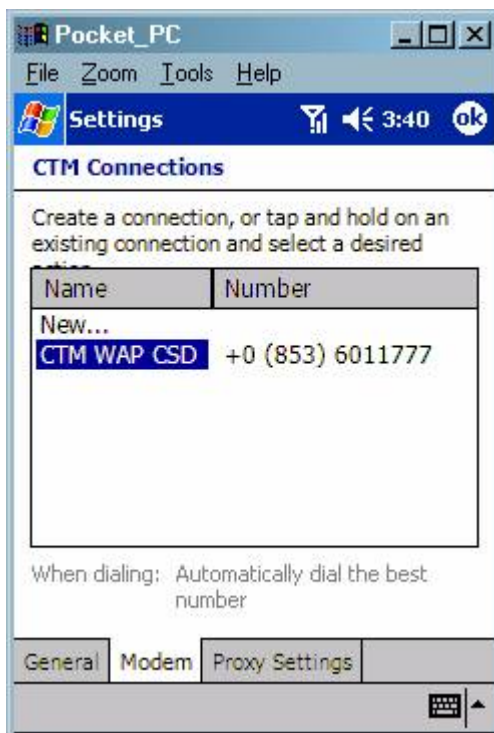 Pocket_PC
File Zoom Tools Help
Settings 3:40 ok
CTM Connections
Create a connection, or tap and hold on an
existing connection and select a desired
Name Number
New...
CTM WAP CSD +0 (853) 6011777
When dialing: Automatically dial the best
number
General Modem Proxy Settings